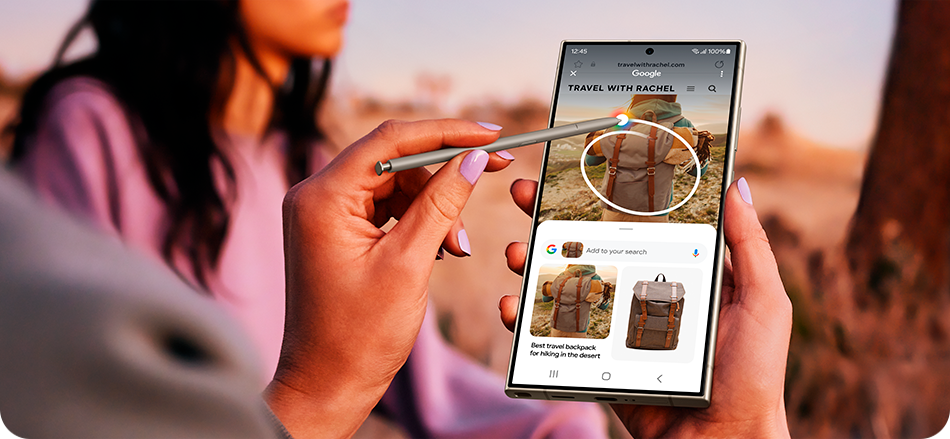 12:45
100%
travelwithrachel.com
Google
TRAVEL WITH RACHEL
Add to your search
Best travel backpack
for hiking in the desert